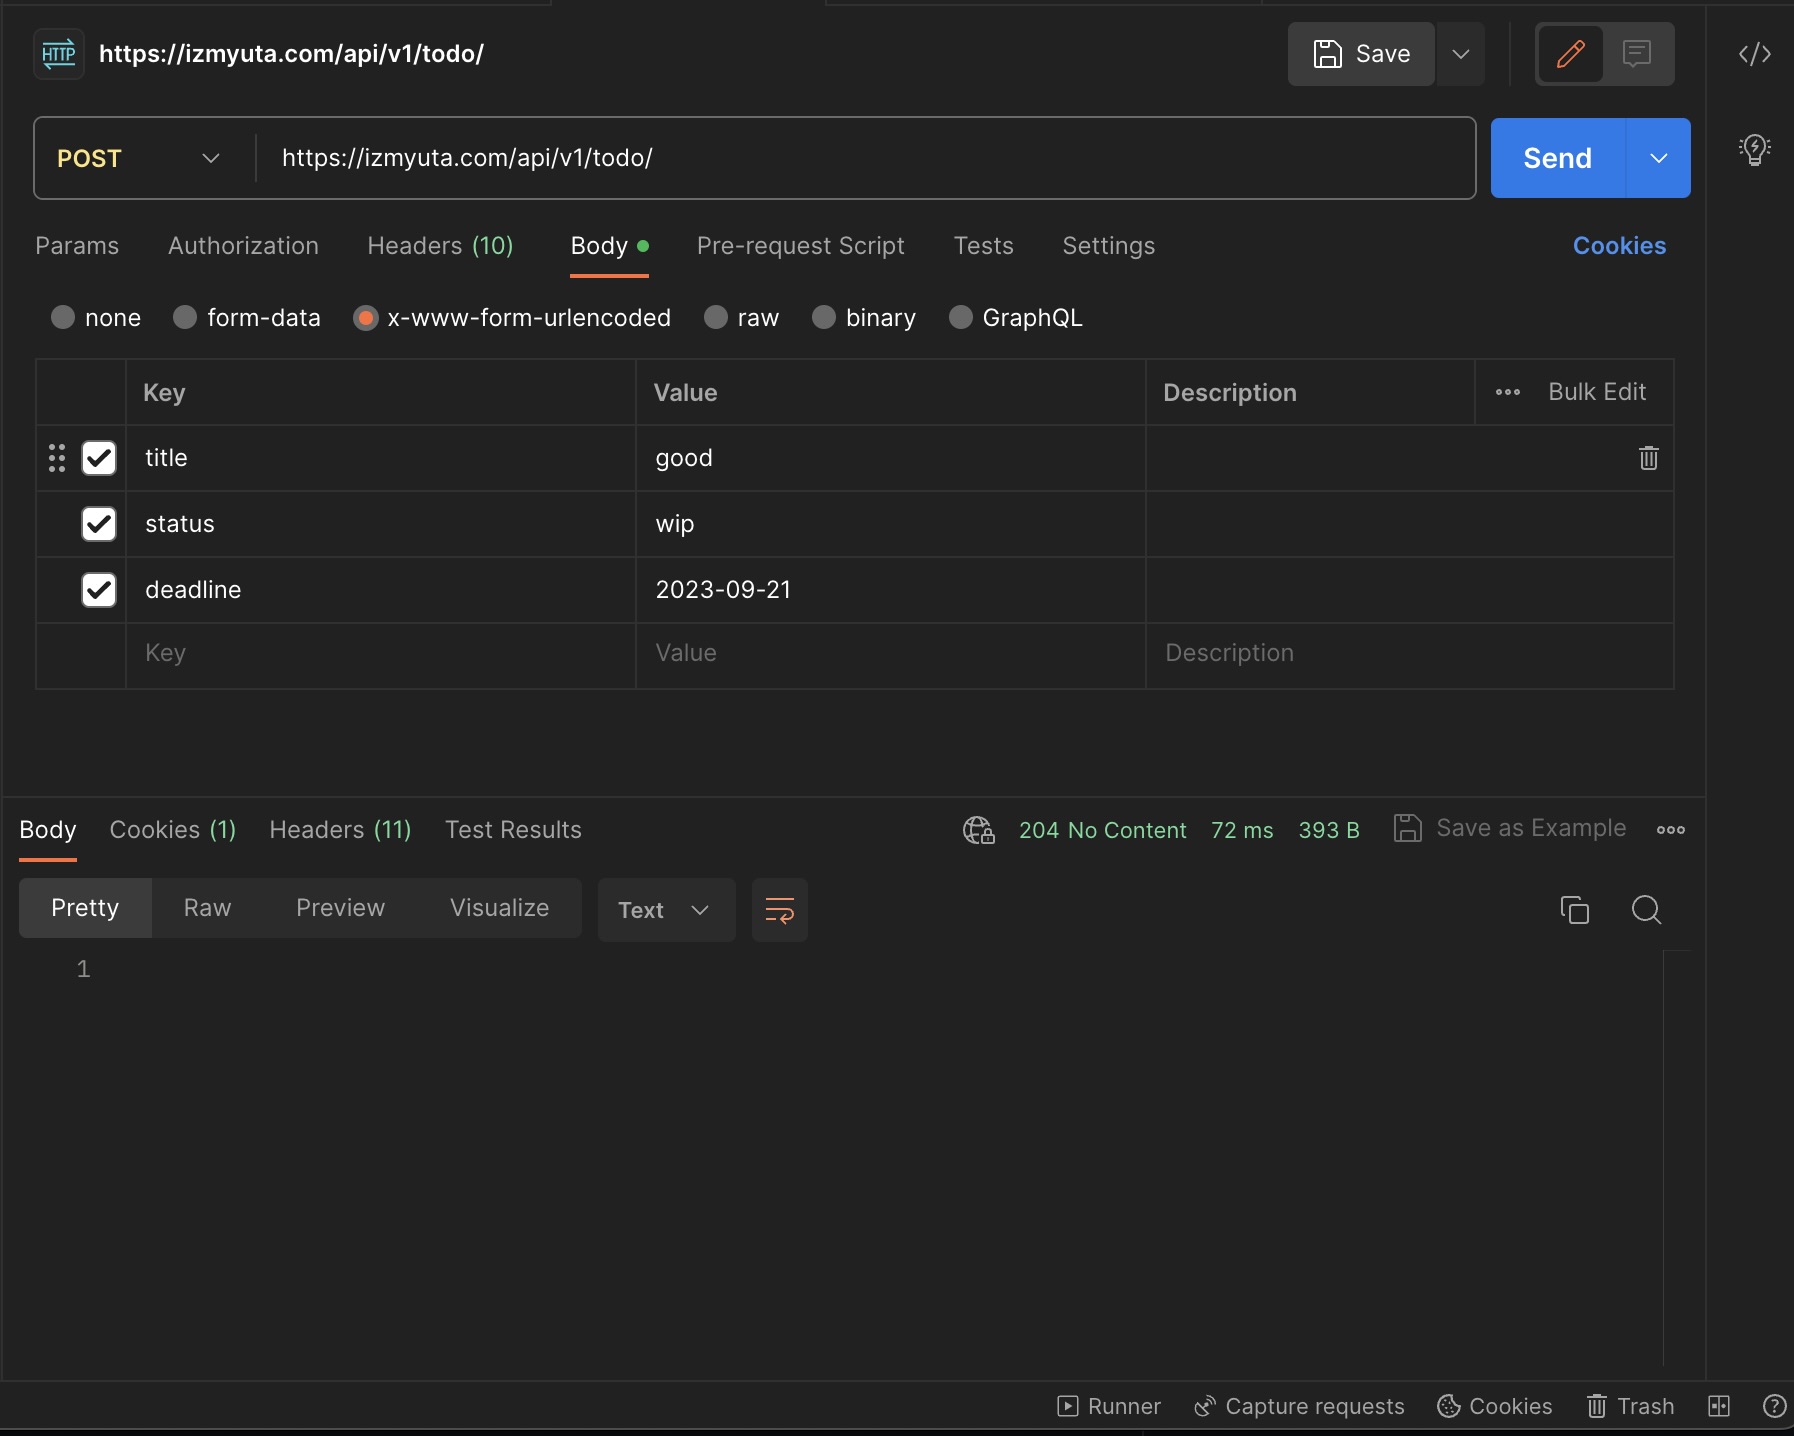 HTTP https://izmyuta.com/api/v1/todo/ Save
POST https://izmyuta.com/api/v1/todo/ Send
Params Authorization Headers (10) Body Pre-request Script Tests Settings Cookies
none form-data x-www-form-urlencoded raw binary GraphQL
Key Value Description Bulk Edit
title good
status wip
deadline 2023-09-21
Key Value Description
Body Cookies (1) Headers (11) Test Results 204 No Content 72 ms 393 B Save as Example
Pretty Raw Preview Visualize Text
1
Runner Capture requests Cookies Trash